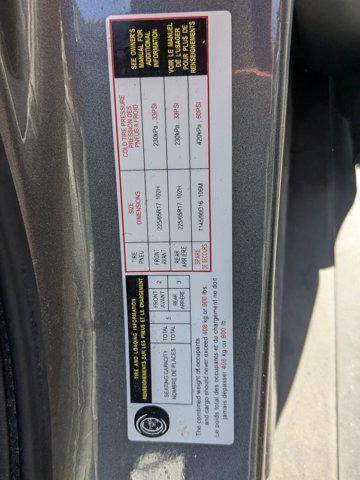 TIRE AND LOADING INFORMATION
RENSEIGNEMENTS SUR LES PNEUS ET LE CHARGEMENT
SEATING CAPACITY
NOMBRE DE PLACES
TOTAL
TOTAL
5
FRONT
AVANT
2
REAR
ARRIÈRE
3
The combined weight of occupants
and cargo should never exceed 408 kg or 900 lbs.
Le poids total des occupants et du chargement ne doit
jamais dépasser 408 kg or 900 lb.
TIRE
PNEU
SIZE
DIMENSIONS
COLD TIRE PRESSURE
PRESSION DES
PNEUS A FROID
FRONT
AVANT
225/65R17 102H
230kPa, 33PSI
REAR
ARRIÈRE
225/65R17 102H
230kPa, 33PSI
SPARE
DE SECOURS
T145/90D16 106M
420kPa, 60PSI
SEE OWNER'S
MANUAL FOR
ADDITIONAL
INFORMATION
VOIR LE MANUEL
DE L'USAGER
POUR PLUS DE
RENSEIGNEMENTS